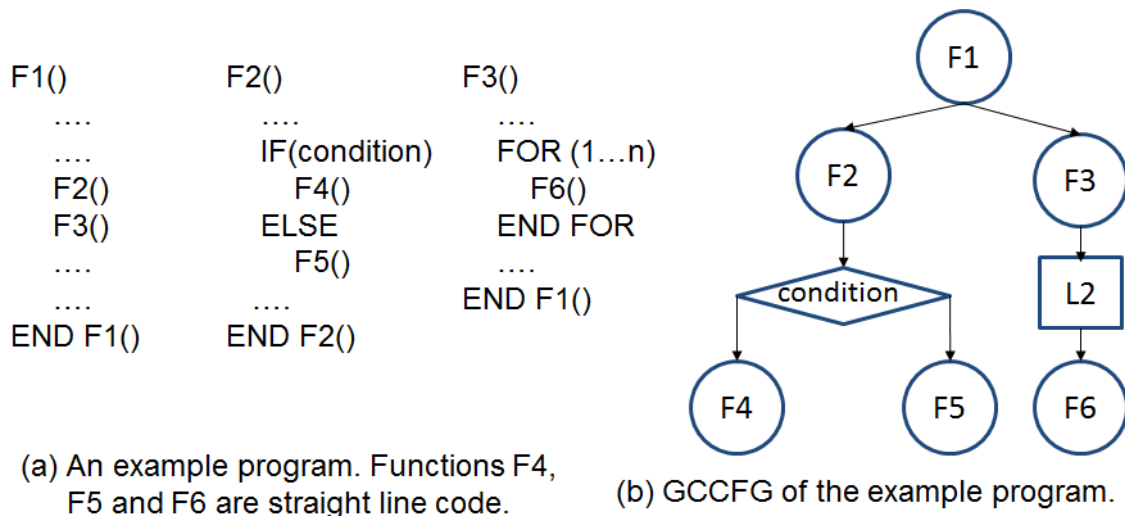 F1()
....
....
F2()
F3()
....
....
END F1()
F2()
....
IF(condition)
F4()
ELSE
F5()
....
END F2()
F3()
....
FOR (1...n)
F6()
END FOR
....
END F1()
(a) An example program. Functions F4,
F5 and F6 are straight line code.
F1
F2
F3
condition
L2
F4
F5
F6
(b) GCCFG of the example program.